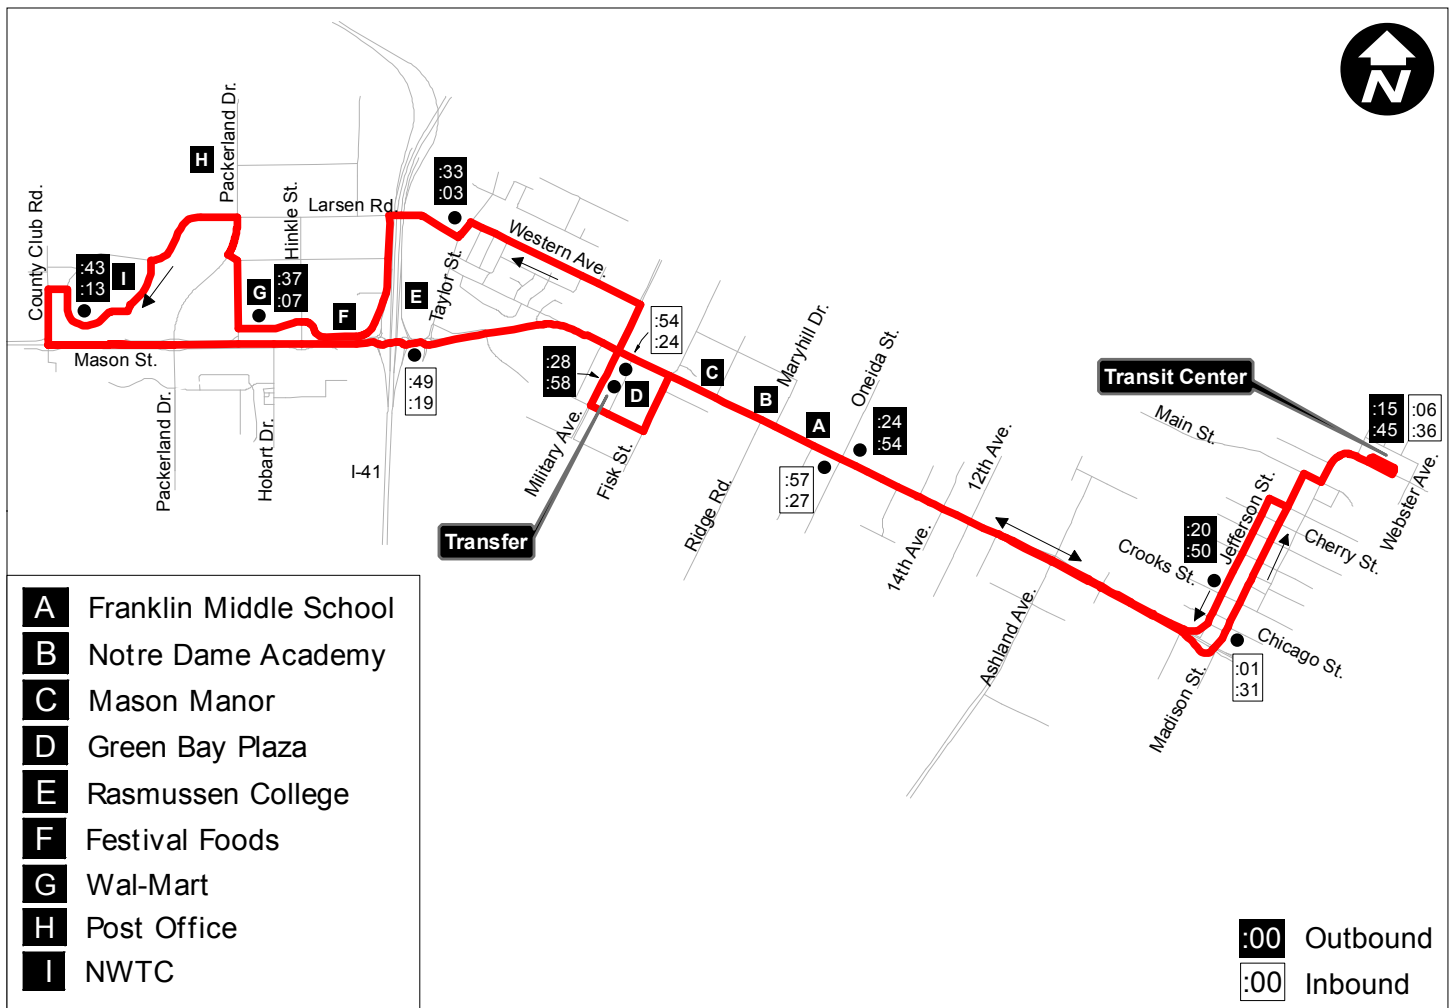 N
Packerland Dr.
H
:33
:03
County Club Rd.
Hinkle St.
Larsen Rd.
Western Ave.
:43
:13
I
G
:37
:07
F
E
Taylor St.
Mason St.
:54
:24
:28
:58
D
C
B
A
Maryhill Dr.
Oneida St.
:24
:54
:49
:19
Transit Center
:15
:45
:06
:36
Main St.
Webster Ave.
Packerland Dr.
Hobart Dr.
I-41
Military Ave.
Fisk St.
Ridge Rd.
:57
:27
12th Ave.
14th Ave.
Transfer
Jefferson St.
:20
:50
Cherry St.
Crooks St.
Ashland Ave.
Chicago St.
:01
:31
Madison St.
A Franklin Middle School
B Notre Dame Academy
C Mason Manor
D Green Bay Plaza
E Rasmussen College
F Festival Foods
G Wal-Mart
H Post Office
I NWTC
:00 Outbound
:00 Inbound